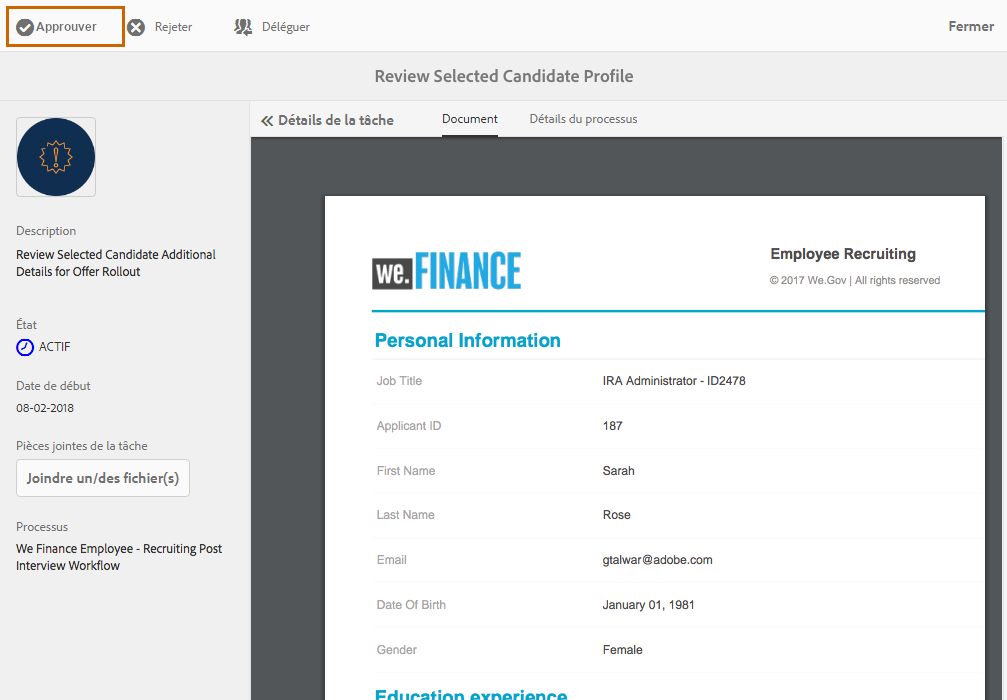 Approuver
Rejeter
Déléguer
Fermer
Review Selected Candidate Profile
Détails de la tâche
Document
Détails du processus
Description
Review Selected Candidate Additional
Details for Offer Rollout
État
ACTIF
Date de début
08-02-2018
Pièces jointes de la tâche
Joindre un/des fichier(s)
Processus
We Finance Employee - Recruiting Post
Interview Workflow
we.FINANCE
Employee Recruiting
© 2017 We.Gov | All rights reserved
Personal Information
Job Title IRA Administrator - ID2478
Applicant ID 187
First Name Sarah
Last Name Rose
Email gtalwar@adobe.com
Date Of Birth January 01, 1981
Gender Female
Education experience